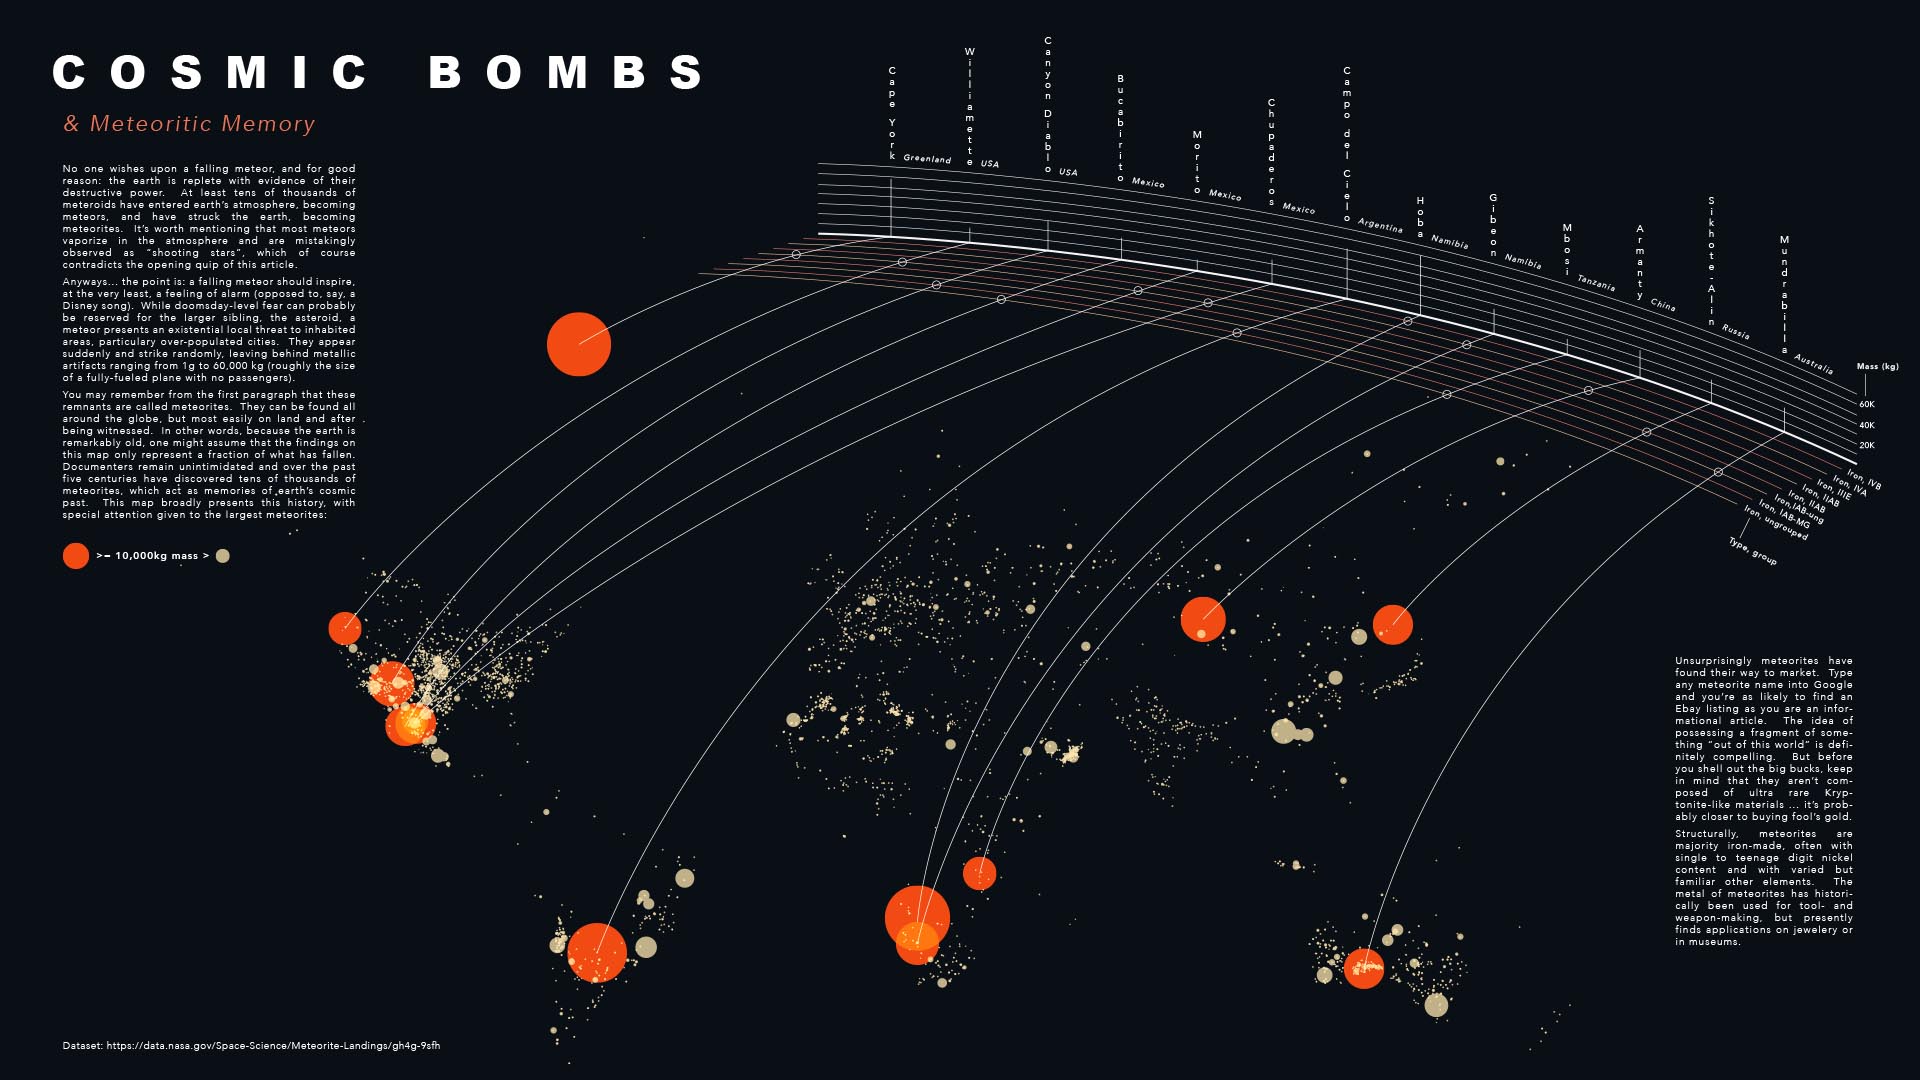 COSMIC BOMBS
& Meteoritic Memory
No one wishes upon a falling meteor, and for good
reason: the earth is replete with evidence of their
destructive power. At least tens of thousands of
meteroids have entered earth's atmosphere, becoming
meteors, and have struck the earth, becoming
meteorites. It's worth mentioning that most meteors
vaporize in the atmosphere and are mistakingly
observed as "shooting stars", which of course
contradicts the opening quip of this article.
Anyways... the point is: a falling meteor should inspire,
at the very least, a feeling of alarm (opposed to, say, a
Disney song). While doomsday-level fear can probably
be reserved for the larger sibling, the asteroid, a
meteor presents an existential local threat to inhabited
areas, particulary over-populated cities. They appear
suddenly and strike randomly, leaving behind metallic
artifacts ranging from 1g to 60,000 kg (roughly the size
of a fully-fueled plane with no passengers).
You may remember from the first paragraph that these
remnants are called meteorites. They can be found all
around the globe, but most easily on land and after
being witnessed. In other words, because the earth is
remarkably old, one might assume that the findings on
this map only represent a fraction of what has fallen.
Documenters remain unintimidated and over the past
five centuries have discovered tens of thousands of
meteorites, which act as memories of earth's cosmic
past. This map broadly presents this history, with
special attention given to the largest meteorites:
>= 10,000kg mass >
Cape York
Greenland
Williamette
USA
Canyon Diablo
USA
Bucabirito
Mexico
Morito
Mexico
Chupaderos
Mexico
Campo del Cielo
Argentina
Hoba
Namibia
Gibeon
Namibia
Mbosi
Tanzania
Armanty
China
Sikhote-Alin
Russia
Mundrabilla
Australia
Mass (kg)
60K
40K
20K
Iron, IVB
Iron, IVA
Iron, IIIE
Iron, IIIAB
Iron, IIAB
Iron, IAB-ung
Iron, IAB-MG
Iron, ungrouped
Type, group
Unsurprisingly meteorites have
found their way to market. Type
any meteorite name into Google
and you're as likely to find an
Ebay listing as you are an infor-
mational article. The idea of
possessing a fragment of some-
thing "out of this world" is defi-
nitely compelling. But before
you shell out the big bucks, keep
in mind that they aren't com-
posed of ultra rare Kryp-
tonite-like materials ... it's prob-
ably closer to buying fool's gold.
Structurally, meteorites are
majority iron-made, often with
single to teenage digit nickel
content and with varied but
familiar other elements. The
metal of meteorites has histori-
cally been used for tool- and
weapon-making, but presently
finds applications on jewelery or
in museums.
Dataset: https://data.nasa.gov/Space-Science/Meteorite-Landings/gh4g-9sfh